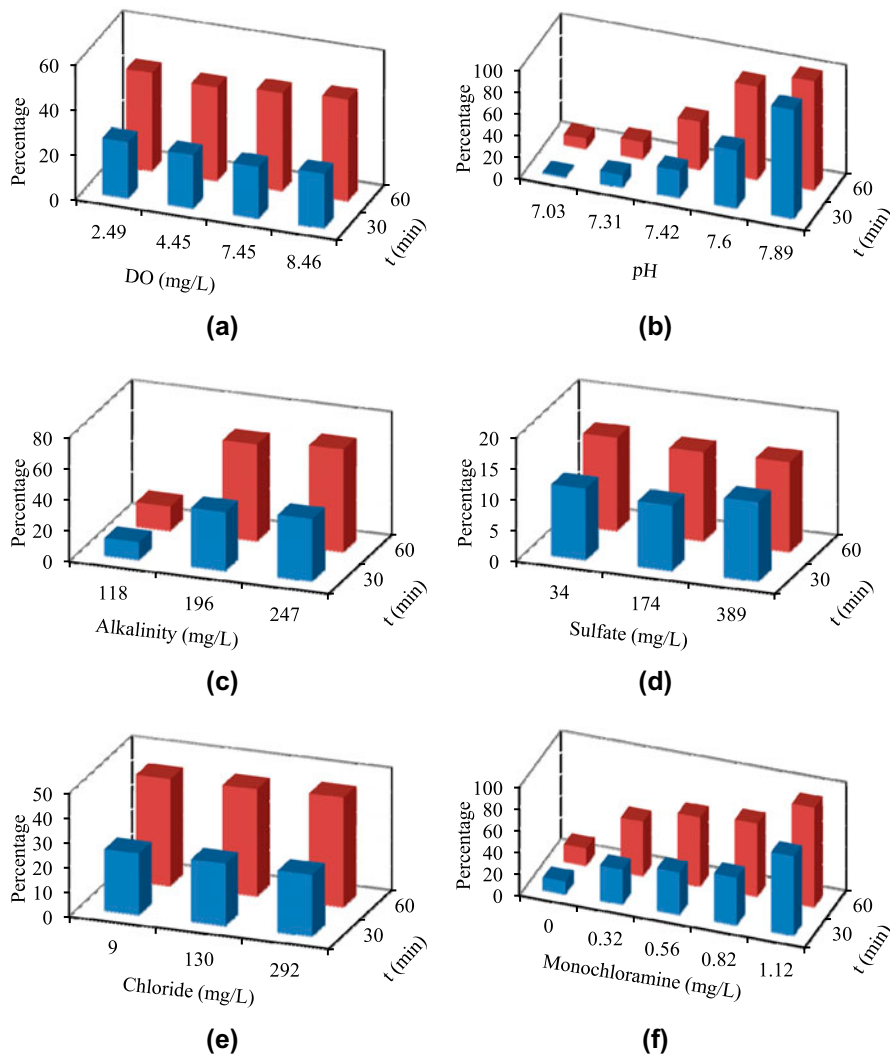 60
40
20
0
Percentage
2.49
4.45
7.45
8.46
DO (mg/L)
30
60
t (min)
(a)
100
80
60
40
20
0
Percentage
7.03
7.31
7.42
7.6
7.89
pH
30
60
t (min)
(b)
80
60
40
20
0
Percentage
118
196
247
Alkalinity (mg/L)
30
60
t (min)
(c)
20
15
10
5
0
Percentage
34
174
389
Sulfate (mg/L)
30
60
t (min)
(d)
50
40
30
20
10
0
Percentage
9
130
292
Chloride (mg/L)
30
60
t (min)
(e)
100
80
60
40
20
0
Percentage
0
0.32
0.56
0.82
1.12
Monochloramine (mg/L)
30
60
t (min)
(f)